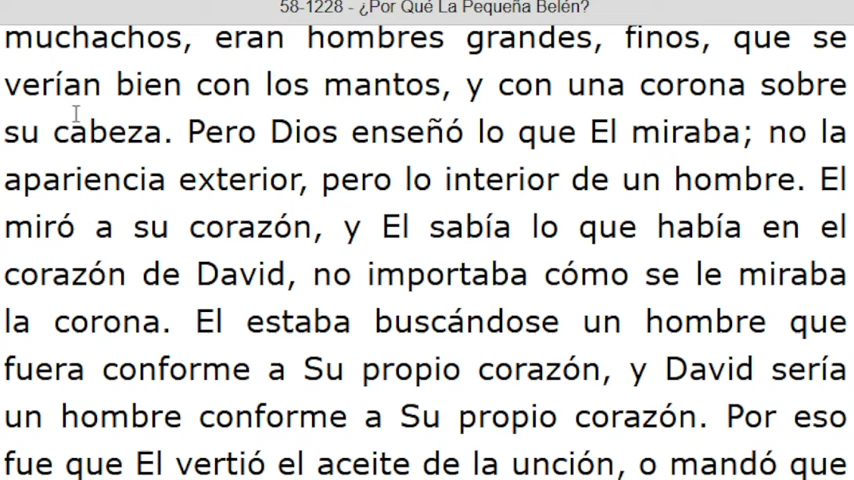 58-1228 - ¿Por Qué La Pequeña Belén?
muchachos, eran hombres grandes, finos, que se
verían bien con los mantos, y con una corona sobre
su cabeza. Pero Dios enseñó lo que El miraba; no la
apariencia exterior, pero lo interior de un hombre. El
miró a su corazón, y El sabía lo que había en el
corazón de David, no importaba cómo se le miraba
la corona. El estaba buscándose un hombre que
fuera conforme a Su propio corazón, y David sería
un hombre conforme a Su propio corazón. Por eso
fue que El vertió el aceite de la unción, o mandó que